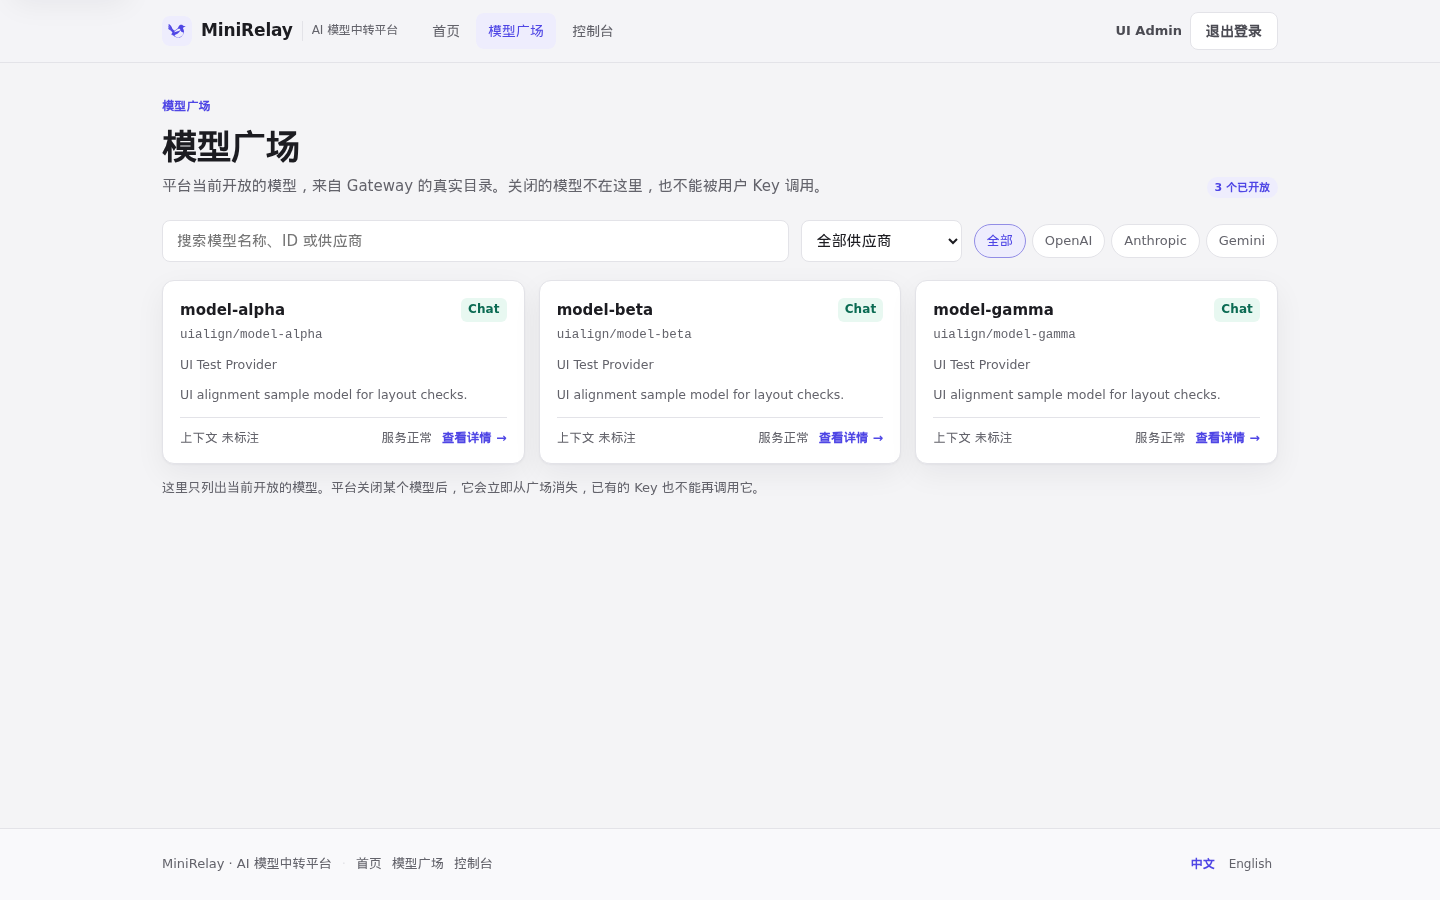 MiniRelay AI 模型中转平台 首页 模型广场 控制台 UI Admin 退出登录
模型广场
模型广场
平台当前开放的模型，来自 Gateway 的真实目录。关闭的模型不在这里，也不能被用户 Key 调用。 3 个已开放
搜索模型名称、ID 或供应商 全部供应商 全部 OpenAI Anthropic Gemini
model-alpha Chat
uialign/model-alpha
UI Test Provider
UI alignment sample model for layout checks.
上下文 未标注 服务正常 查看详情 →
model-beta Chat
uialign/model-beta
UI Test Provider
UI alignment sample model for layout checks.
上下文 未标注 服务正常 查看详情 →
model-gamma Chat
uialign/model-gamma
UI Test Provider
UI alignment sample model for layout checks.
上下文 未标注 服务正常 查看详情 →
这里只列出当前开放的模型。平台关闭某个模型后，它会立即从广场消失，已有的 Key 也不能再调用它。
MiniRelay · AI 模型中转平台 · 首页 模型广场 控制台 中文 English